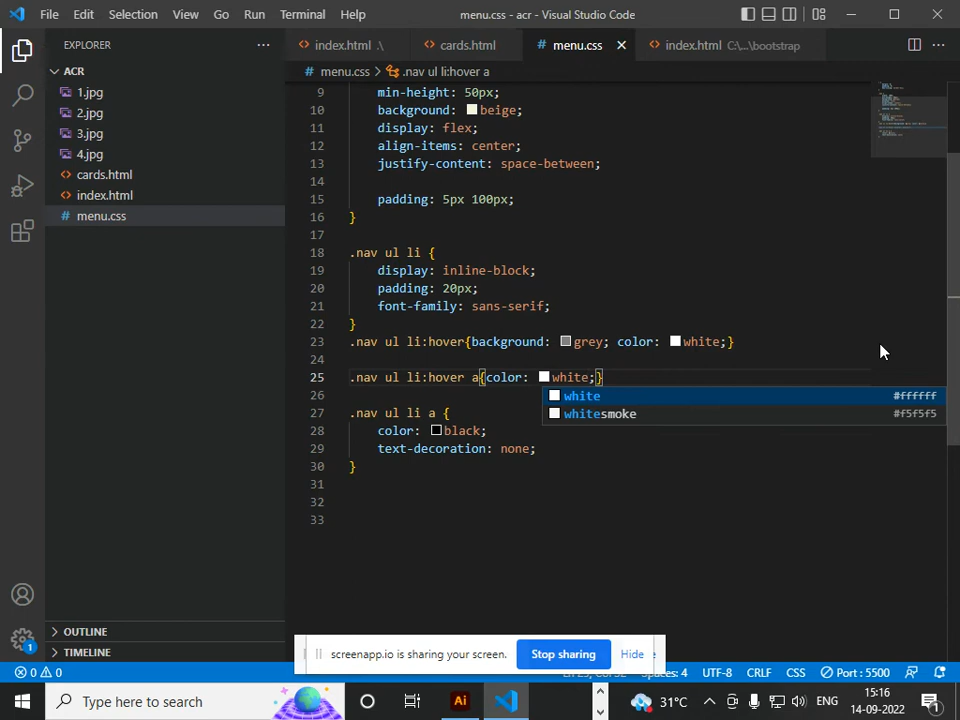 File Edit Selection View Go Run Terminal Help
menu.css - acr - Visual Studio Code
EXPLORER
index.html .\
cards.html
menu.css
index.html C:\...\bootstrap
ACR
menu.css > .nav ul li:hover a
1.jpg
2.jpg
3.jpg
4.jpg
cards.html
index.html
menu.css
9 min-height: 50px;
10 background: beige;
11 display: flex;
12 align-items: center;
13 justify-content: space-between;
14
15 padding: 5px 100px;
16 }
17
18 .nav ul li {
19 display: inline-block;
20 padding: 20px;
21 font-family: sans-serif;
22 }
23 .nav ul li:hover{background: grey; color: white;}
24
25 .nav ul li:hover a{color: white;}
26
white #ffffff
27 .nav ul li a {
whitesmoke #f5f5f5
28 color: black;
29 text-decoration: none;
30 }
31
32
33
OUTLINE
TIMELINE
screenapp.io is sharing your screen.
Stop sharing
Hide
1
0 0
Spaces: 4 UTF-8 CRLF CSS Port : 5500
Type here to search
Ai
31°C
ENG
15:16
14-09-2022
1